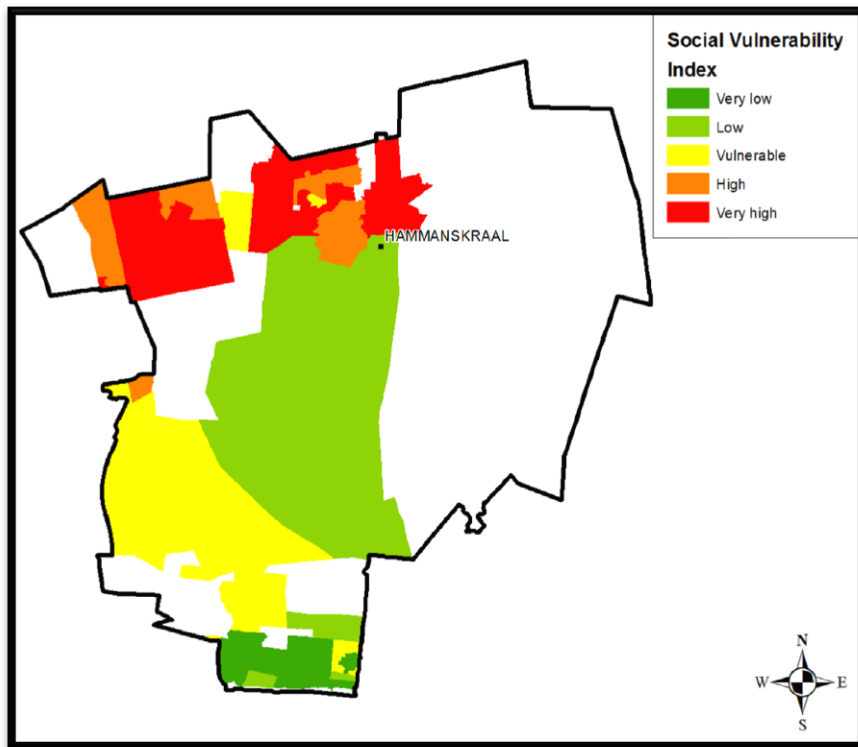 Social Vulnerability
Index
Very low
Low
Vulnerable
High
Very high
HAMMANSKRAAL
N
W E
S